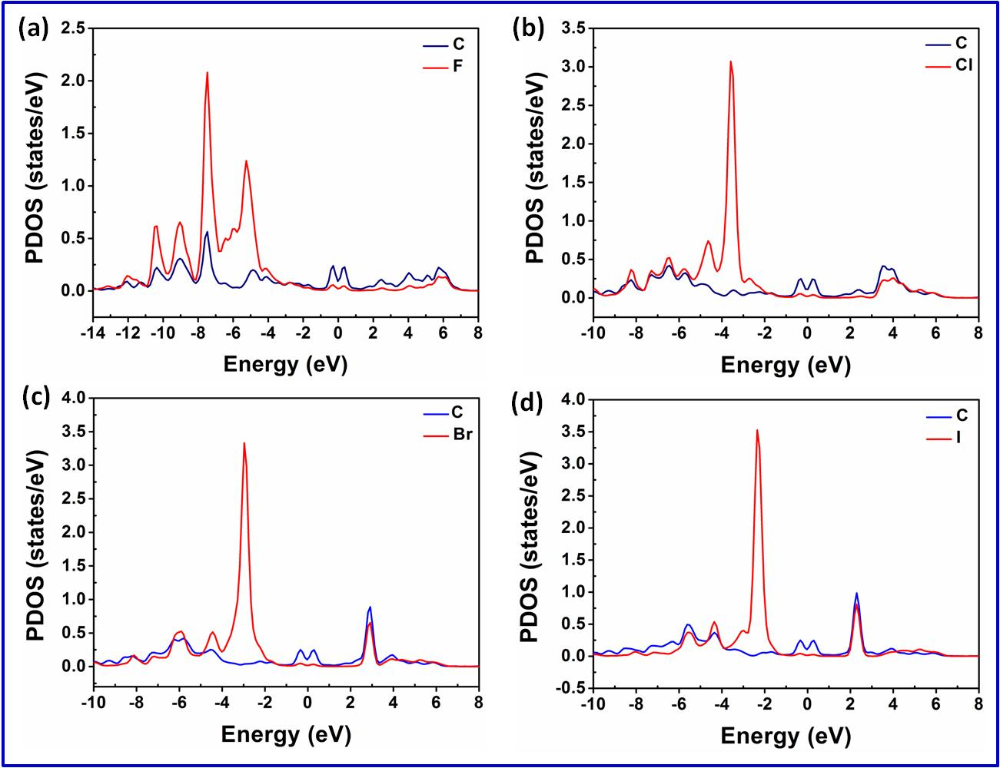 (a)
2.5
2.0
1.5
1.0
0.5
0.0
PDOS (states/eV)
C
F
-14 -12 -10 -8 -6 -4 -2 0 2 4 6 8
Energy (eV)
(b)
3.5
3.0
2.5
2.0
1.5
1.0
0.5
0.0
PDOS (states/eV)
C
Cl
-10 -8 -6 -4 -2 0 2 4 6 8
Energy (eV)
(c)
4.0
3.5
3.0
2.5
2.0
1.5
1.0
0.5
0.0
PDOS (states/eV)
C
Br
-10 -8 -6 -4 -2 0 2 4 6 8
Energy (eV)
(d)
4.0
3.5
3.0
2.5
2.0
1.5
1.0
0.5
0.0
-0.5
PDOS (states/eV)
C
I
-10 -8 -6 -4 -2 0 2 4 6 8
Energy (eV)